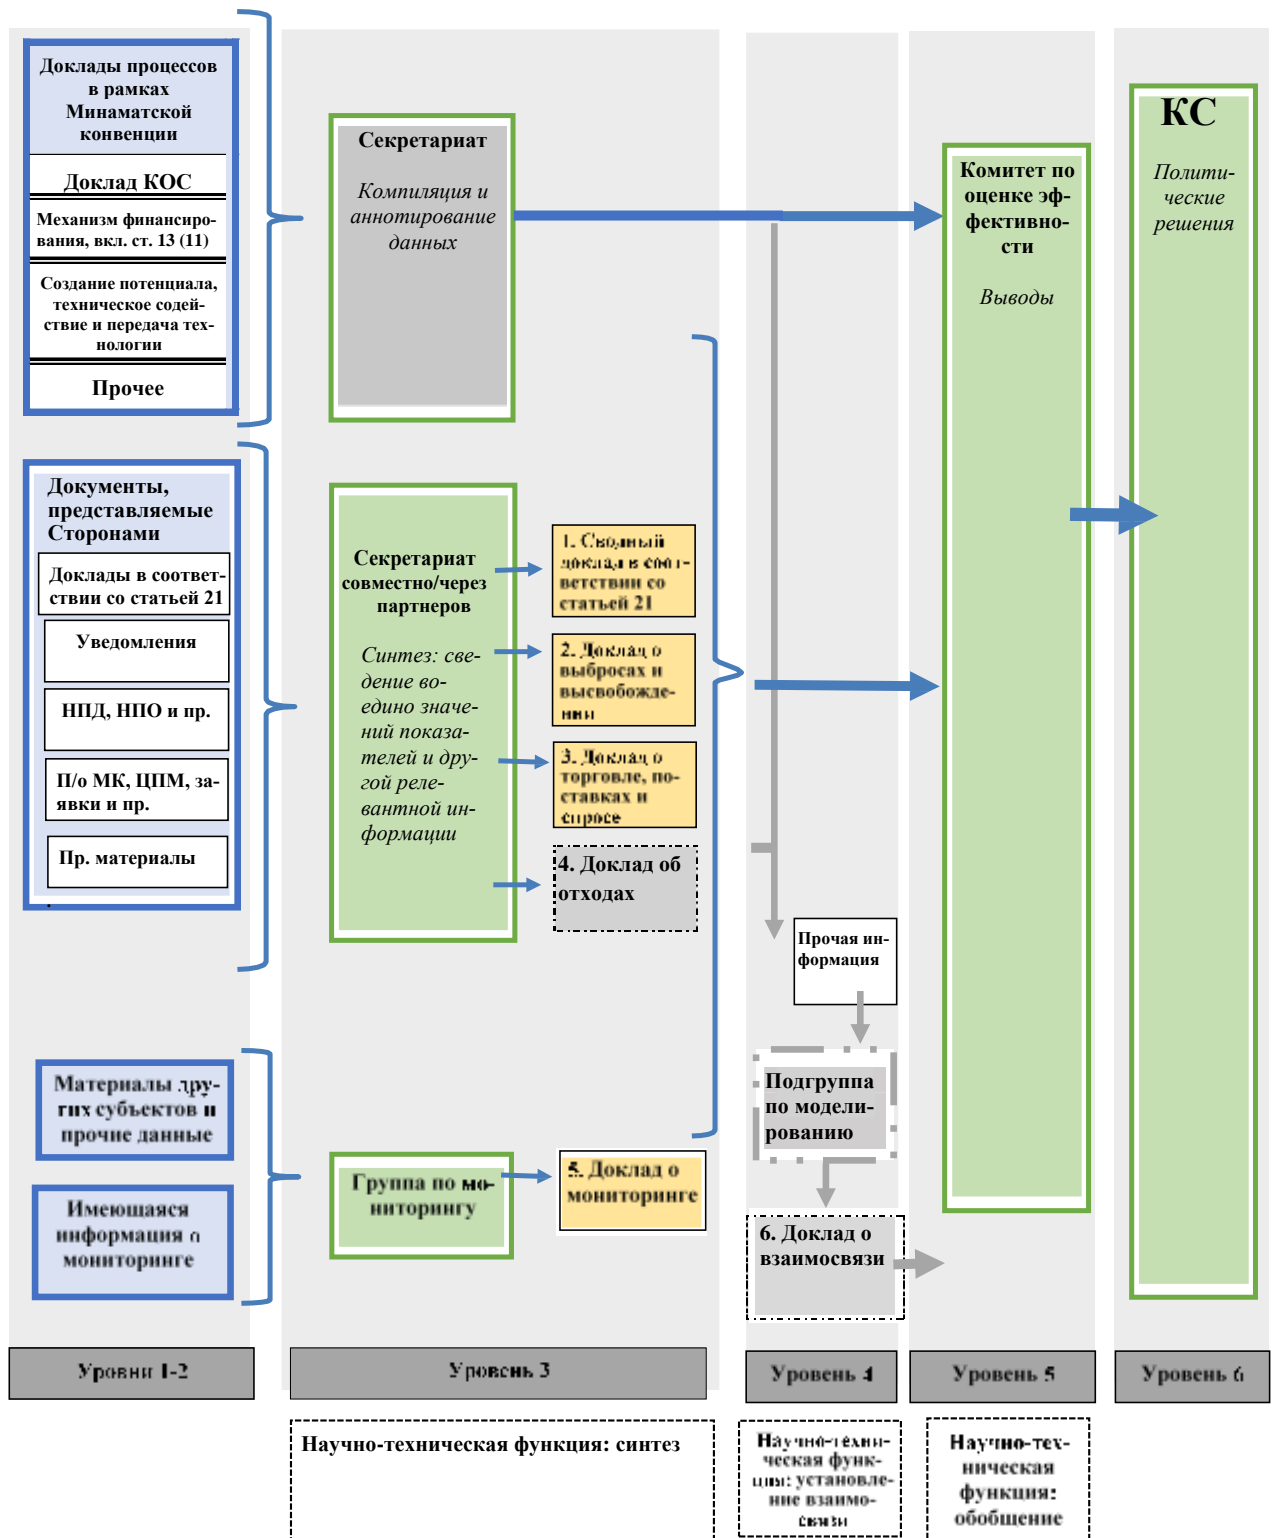 Доклады процессов
в рамках
Минаматской
конвенции
Доклад КОС
Механизм финансиро-
вания, вкл. ст. 13 (11)
Создание потенциала,
техническое содей-
ствие и передача тех-
нологии
Прочее
Документы,
представляемые
Сторонами
Доклады в соответ-
ствии со статьей 21
Уведомления
НПД, НПО и пр.
П/о МК, ЦПМ, за-
явки и пр.
Пр. материалы
.
Материалы дру-
гих субъектов и
прочие данные
Имеющаяся
информация о
мониторинге
Уровни 1-2
Секретариат
Компиляция и
аннотирование
данных
Секретариат
совместно/через
партнеров
Синтез: све-
дение во-
едино значе-
ний показа-
телей и дру-
гой реле-
вантной ин-
формации
1. Сводный
доклад в соот-
ветствии со
статьей 21
2. Доклад о
выбросах и
высвобожде-
нии
3. Доклад о
торговле, по-
ставках и
спросе
4. Доклад об
отходах
Группа по мо-
ниторингу
5. Доклад о
мониторинге
Уровень 3
Научно-техническая функция: синтез
Прочая ин-
формация
Подгруппа
по модели-
рованию
6. Доклад о
взаимосвязи
Уровень 4
Научно-техни-
ческая функ-
ция: установле-
ние взаимо-
связи
Комитет по
оценке эф-
фективно-
сти
Выводы
Уровень 5
Научно-тех-
ническая
функция:
обобщение
КС
Полити-
ческие
решения
Уровень 6